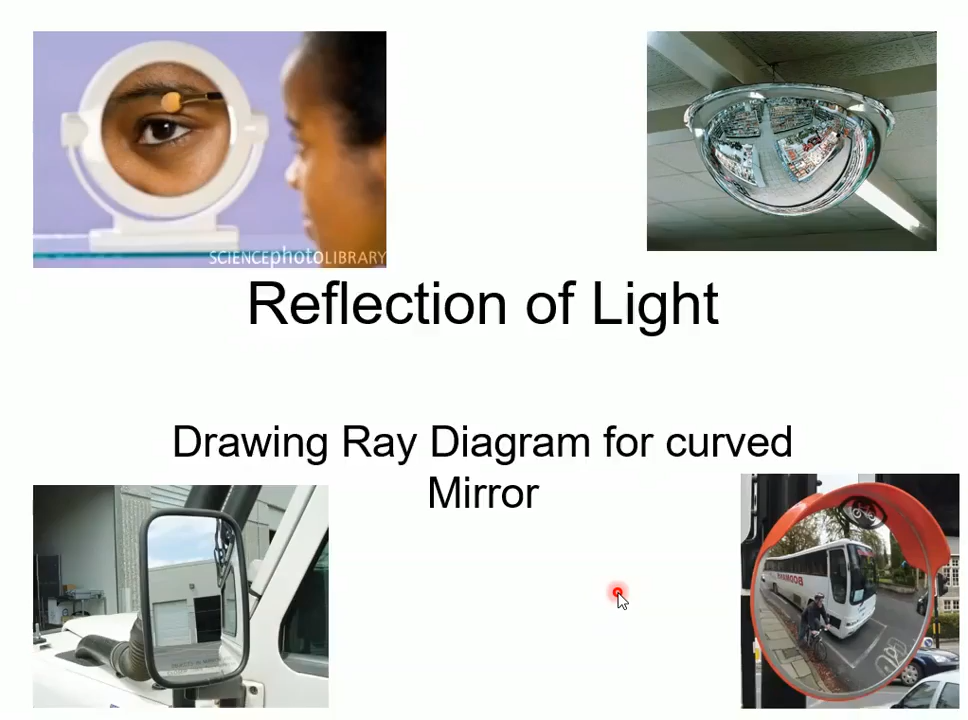 SCIENCEphotoLIBRARY
Reflection of Light
Drawing Ray Diagram for curved
Mirror